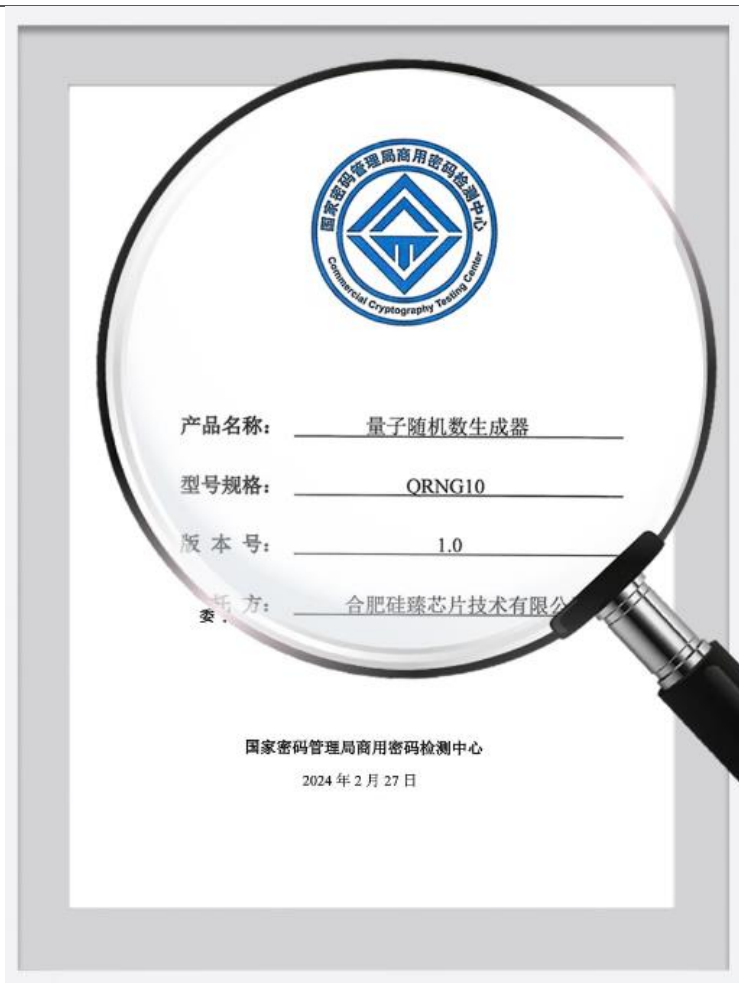 国家密码管理局商用密码检测中心
Commercial Cryptography Testing Center
产品名称： 量子随机数生成器
型号规格： QRNG10
版 本 号： 1.0
委托 方： 合肥硅臻芯片技术有限公
国家密码管理局商用密码检测中心
2024 年 2 月 27 日